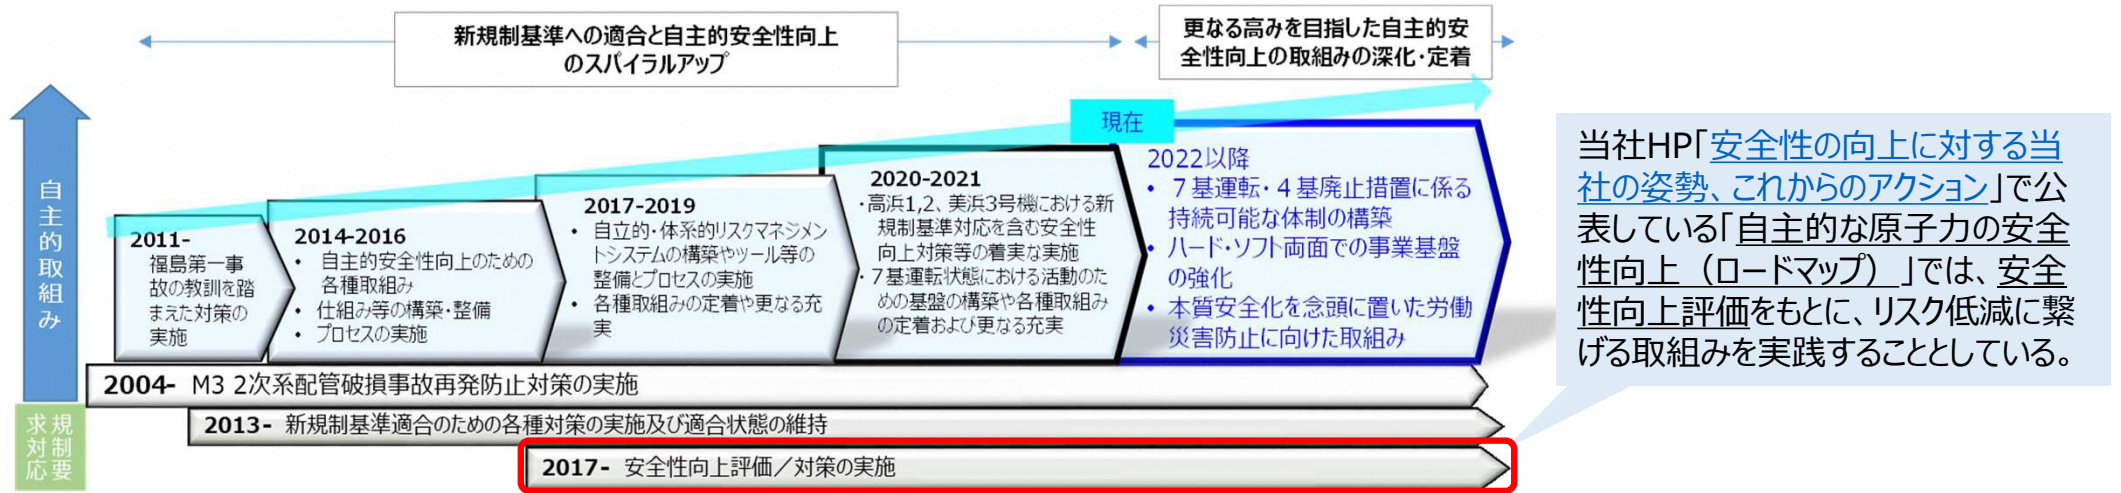 新規制基準への適合と自主的安全性向上
のスパイラルアップ
更なる高みを目指した自主的安
全性向上の取組みの深化・定着
現在
自主的取組み
規制要
求対応
2011-
福島第一事
故の教訓を踏
まえた対策の
実施
2014-2016
• 自主的安全性向上のための
各種取組み
• 仕組み等の構築・整備
• プロセスの実施
2017-2019
• 自立的・体系的リスクマネジメン
トシステムの構築やツール等の
整備とプロセスの実施
• 各種取組みの定着や更なる充
実
2020-2021
・高浜1,2、美浜3号機における新
規制基準対応を含む安全性
向上対策等の着実な実施
・７基運転状態における活動のた
めの基盤の構築や各種取組み
の定着および更なる充実
2022以降
• ７基運転・４基廃止措置に係る
持続可能な体制の構築
• ハード・ソフト両面での事業基盤
の強化
• 本質安全化を念頭に置いた労働
災害防止に向けた取組み
2004- M3 2次系配管破損事故再発防止対策の実施
2013- 新規制基準適合のための各種対策の実施及び適合状態の維持
2017- 安全性向上評価／対策の実施
当社HP「安全性の向上に対する当
社の姿勢、これからのアクション」で公
表している「自主的な原子力の安全
性向上（ロードマップ）」では、安全
性向上評価をもとに、リスク低減に繋
げる取組みを実践することとしている。